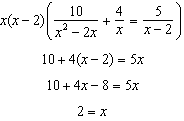 x(x − 2)(10/(x² − 2x) + 4/x = 5/(x − 2))
10 + 4(x − 2) = 5x
10 + 4x − 8 = 5x
2 = x